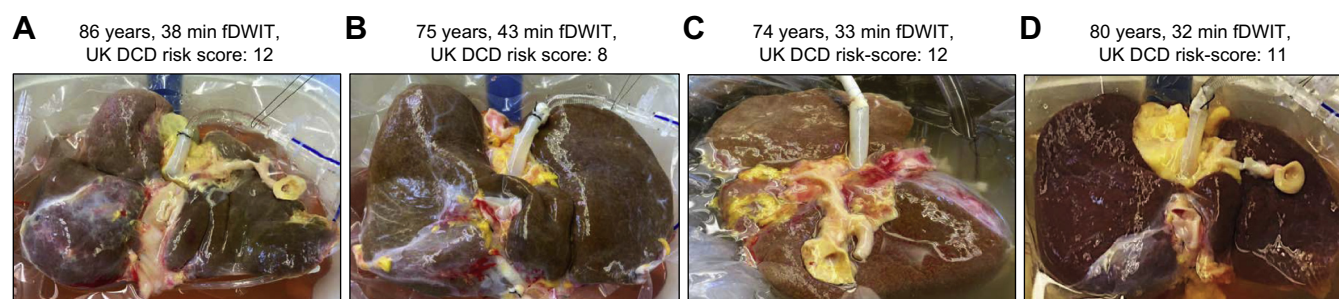 A
86 years, 38 min fDWIT,
UK DCD risk score: 12
B
75 years, 43 min fDWIT,
UK DCD risk score: 8
C
74 years, 33 min fDWIT,
UK DCD risk-score: 12
D
80 years, 32 min fDWIT,
UK DCD risk-score: 11